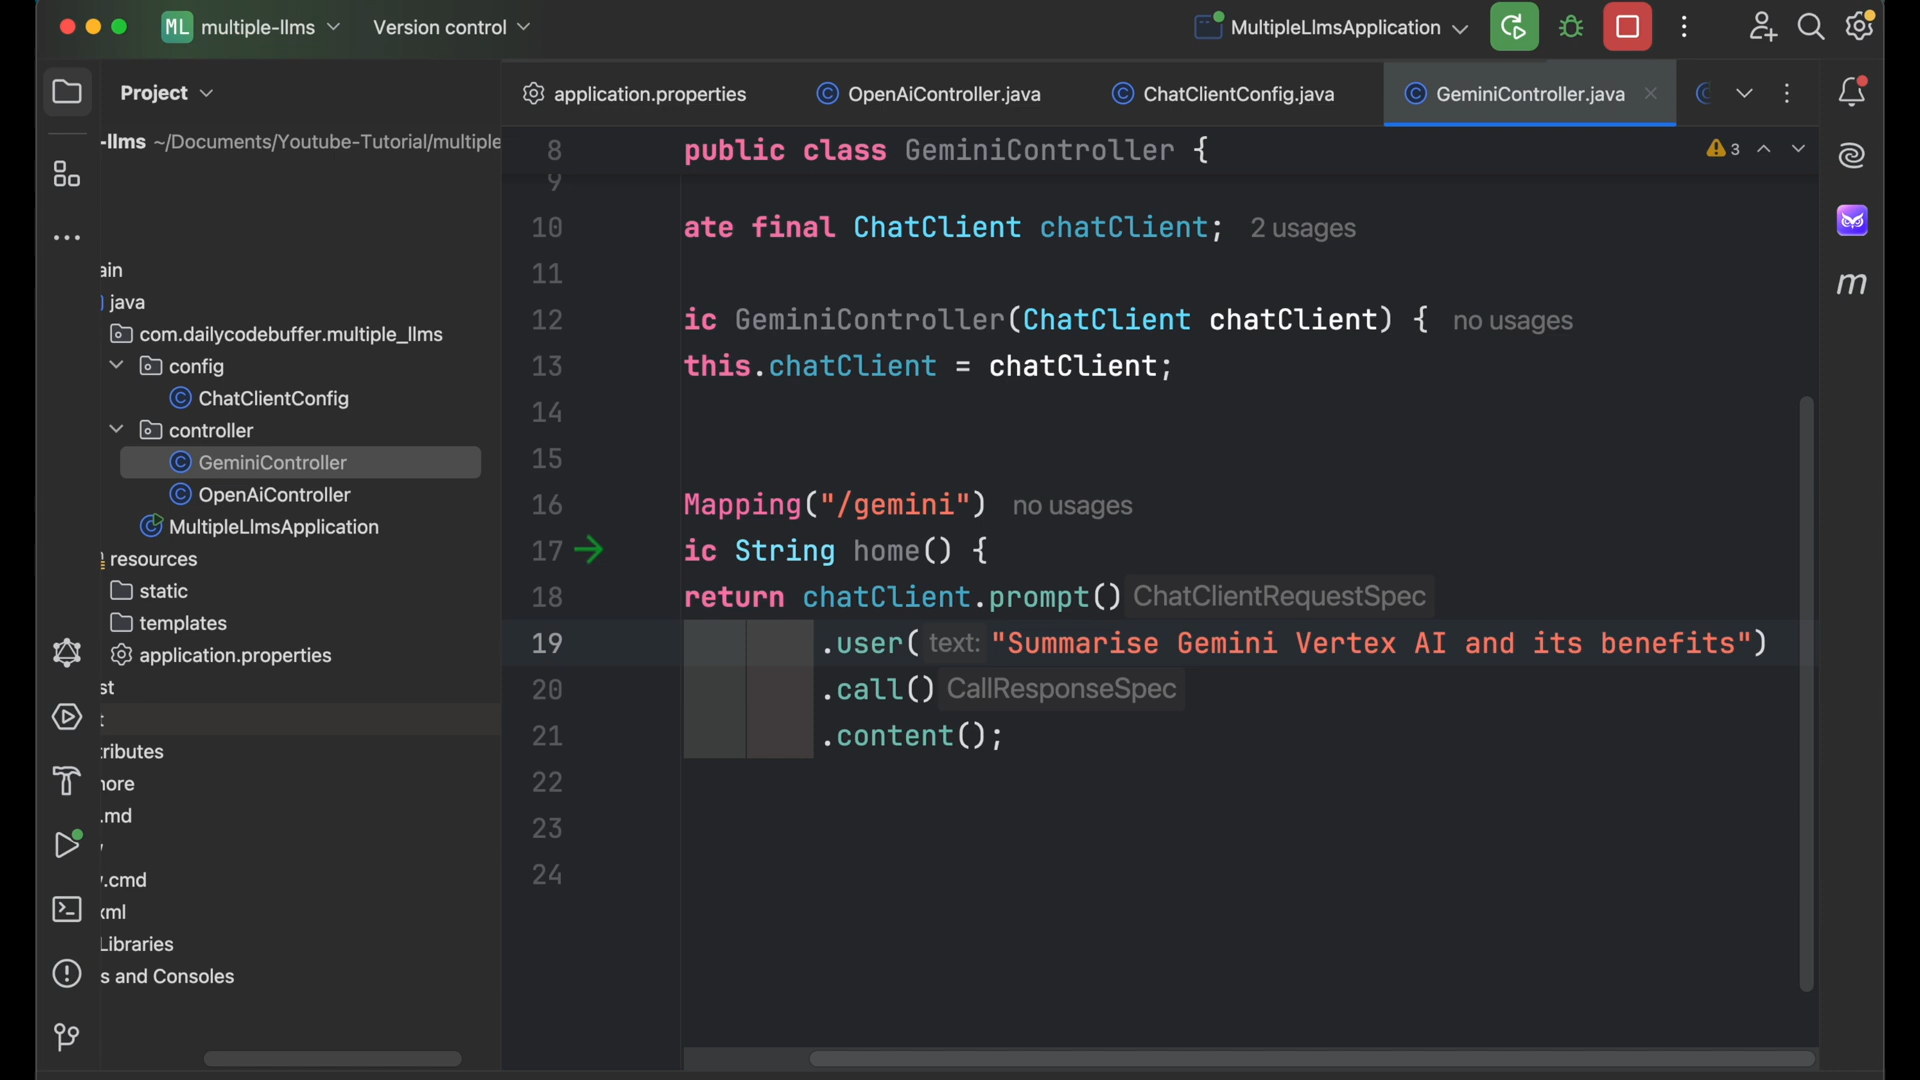 ML multiple-llms Version control MultipleLlmsApplication
Project application.properties OpenAiController.java ChatClientConfig.java GeminiController.java
-llms ~/Documents/Youtube-Tutorial/multiple
ain
java
com.dailycodebuffer.multiple_llms
config
ChatClientConfig
controller
GeminiController
OpenAiController
MultipleLlmsApplication
resources
static
templates
application.properties
st
t
tributes
nore
.md
.cmd
xml
Libraries
s and Consoles
8 public class GeminiController { 3
9
10 ate final ChatClient chatClient; 2 usages
11
12 ic GeminiController(ChatClient chatClient) { no usages
13 this.chatClient = chatClient;
14
15
16 Mapping("/gemini") no usages
17 ic String home() {
18 return chatClient.prompt() ChatClientRequestSpec
19 .user( text: "Summarise Gemini Vertex AI and its benefits")
20 .call() CallResponseSpec
21 .content();
22
23
24
m